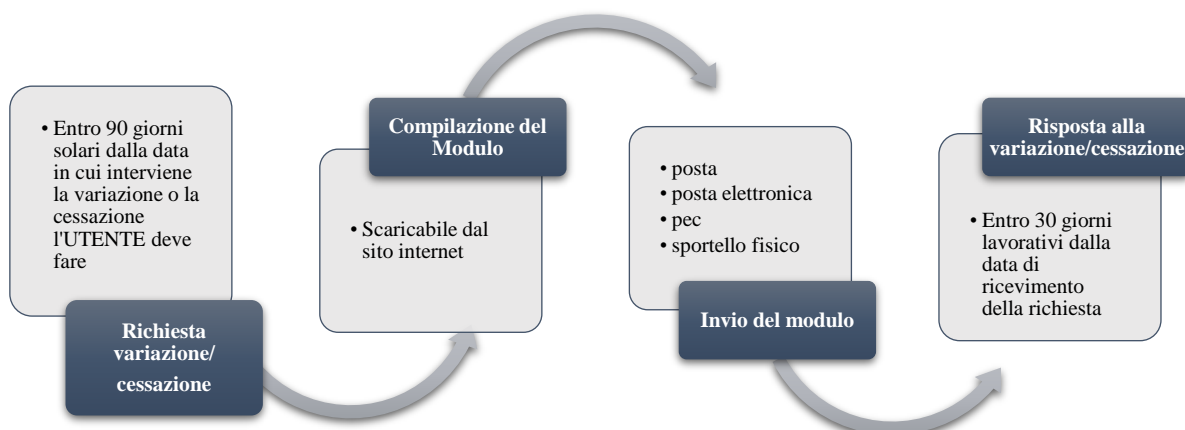 • Entro 90 giorni
solari dalla data
in cui interviene
la variazione o la
cessazione
l'UTENTE deve
fare
Richiesta
variazione/
cessazione
Compilazione del
Modulo
• Scaricabile dal
sito internet
• posta
• posta elettronica
• pec
• sportello fisico
Invio del modulo
Risposta alla
variazione/cessazione
• Entro 30 giorni
lavorativi dalla
data di
ricevimento
della richiesta